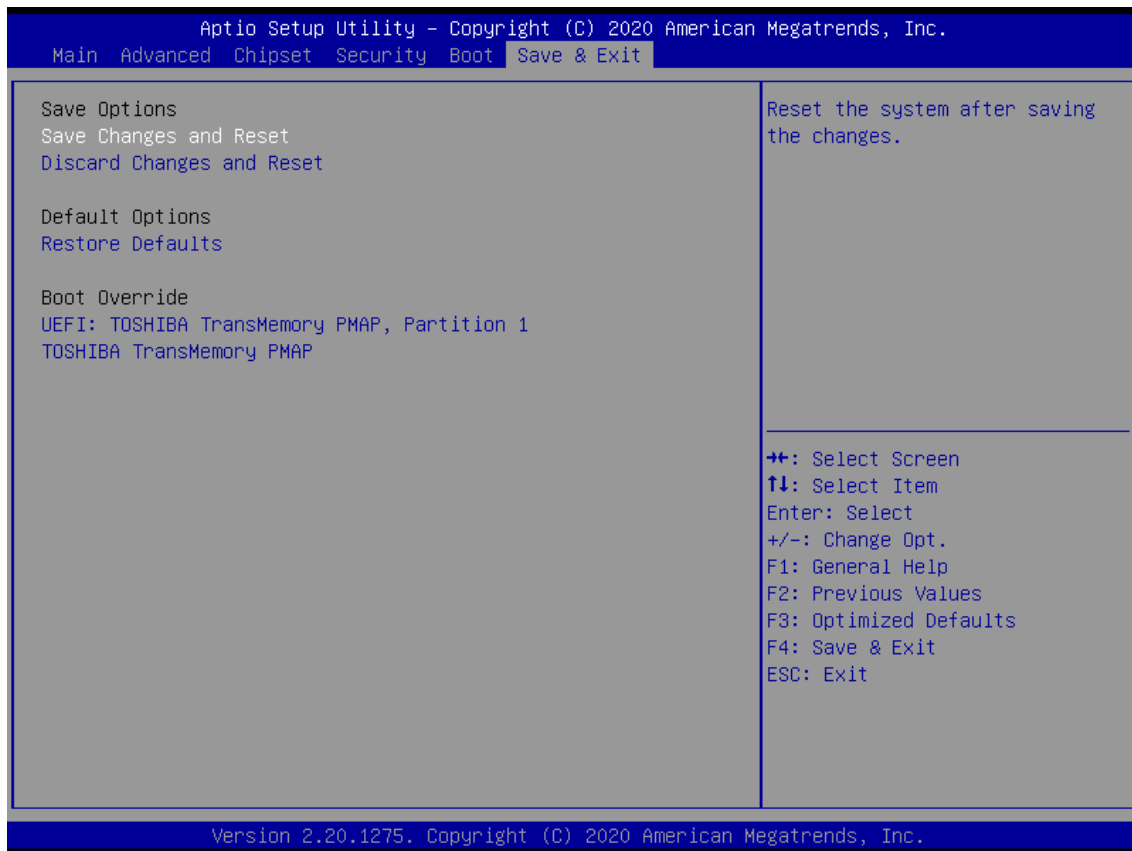 Aptio Setup Utility – Copyright (C) 2020 American Megatrends, Inc.
Main Advanced Chipset Security Boot Save & Exit
Save Options
Save Changes and Reset
Discard Changes and Reset
Default Options
Restore Defaults
Boot Override
UEFI: TOSHIBA TransMemory PMAP, Partition 1
TOSHIBA TransMemory PMAP
Reset the system after saving
the changes.
→←: Select Screen
↑↓: Select Item
Enter: Select
+/-: Change Opt.
F1: General Help
F2: Previous Values
F3: Optimized Defaults
F4: Save & Exit
ESC: Exit
Version 2.20.1275. Copyright (C) 2020 American Megatrends, Inc.